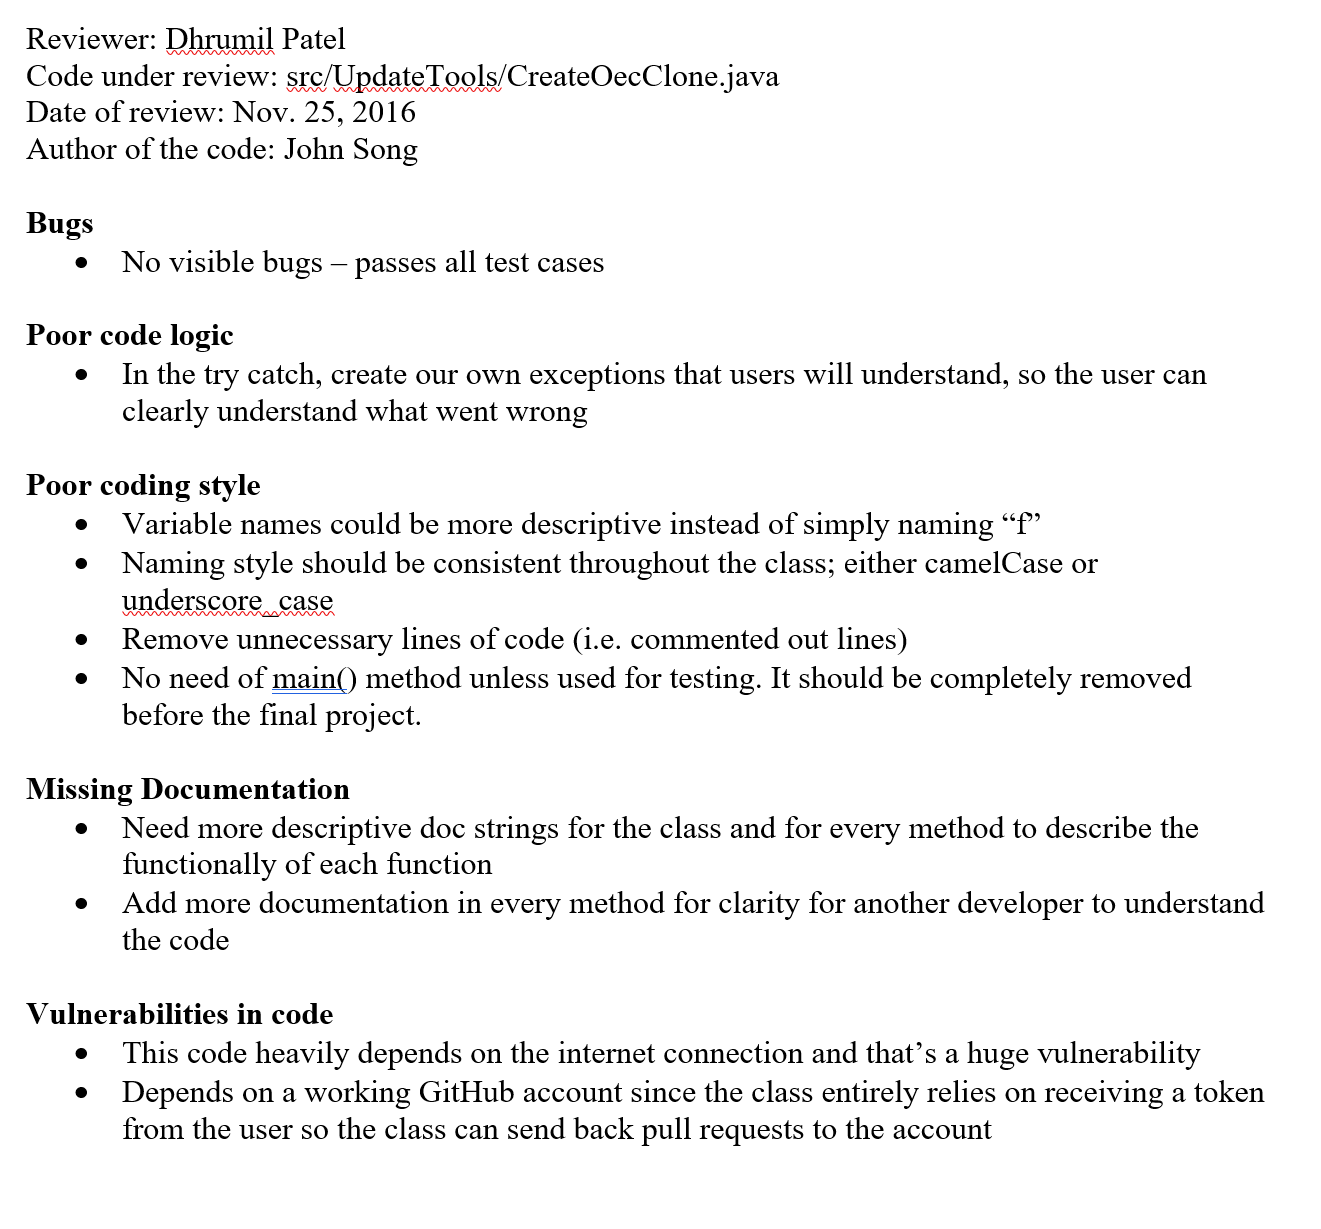 Reviewer: Dhrumil Patel
Code under review: src/UpdateTools/CreateOecClone.java
Date of review: Nov. 25, 2016
Author of the code: John Song
Bugs
• No visible bugs – passes all test cases
Poor code logic
• In the try catch, create our own exceptions that users will understand, so the user can
clearly understand what went wrong
Poor coding style
• Variable names could be more descriptive instead of simply naming “f”
• Naming style should be consistent throughout the class; either camelCase or
underscore_case
• Remove unnecessary lines of code (i.e. commented out lines)
• No need of main() method unless used for testing. It should be completely removed
before the final project.
Missing Documentation
• Need more descriptive doc strings for the class and for every method to describe the
functionally of each function
• Add more documentation in every method for clarity for another developer to understand
the code
Vulnerabilities in code
• This code heavily depends on the internet connection and that’s a huge vulnerability
• Depends on a working GitHub account since the class entirely relies on receiving a token
from the user so the class can send back pull requests to the account